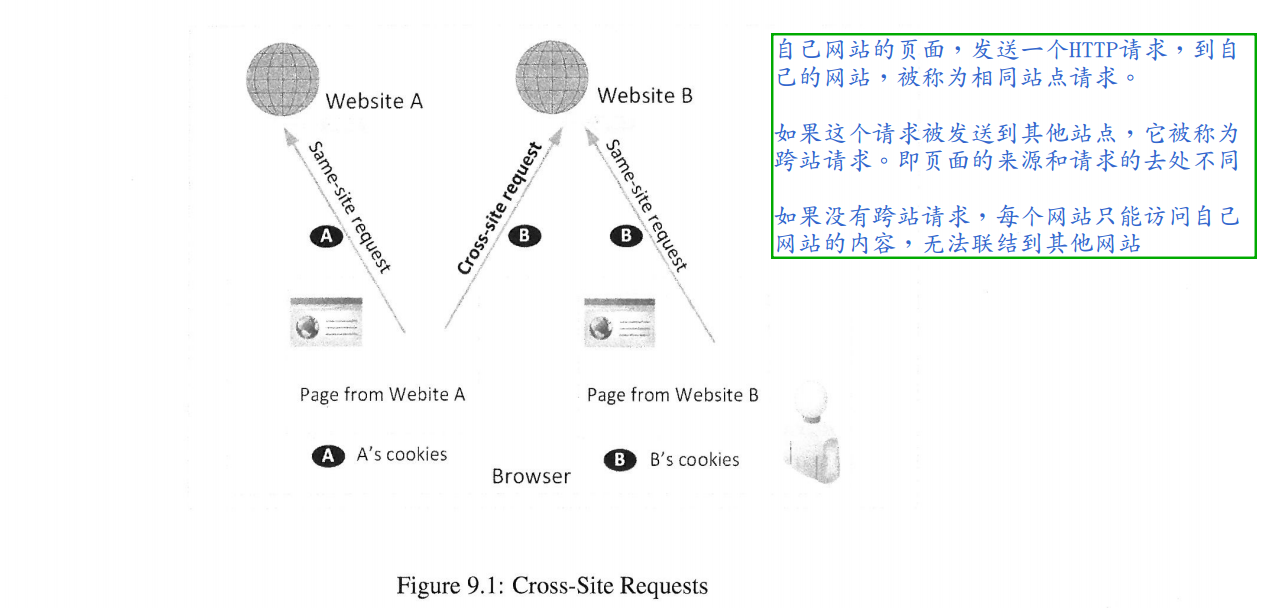 Website A
Website B
Same-site request
Cross-site request
Same-site request
A
B
B
Page from Webite A
Page from Website B
A
A's cookies
B
B's cookies
Browser
Figure 9.1: Cross-Site Requests
自己网站的页面，发送一个HTTP请求，到自
己的网站，被称为相同站点请求。
如果这个请求被发送到其他站点，它被称为
跨站请求。即页面的来源和请求的去处不同
如果没有跨站请求，每个网站只能访问自己
网站的内容，无法联结到其他网站